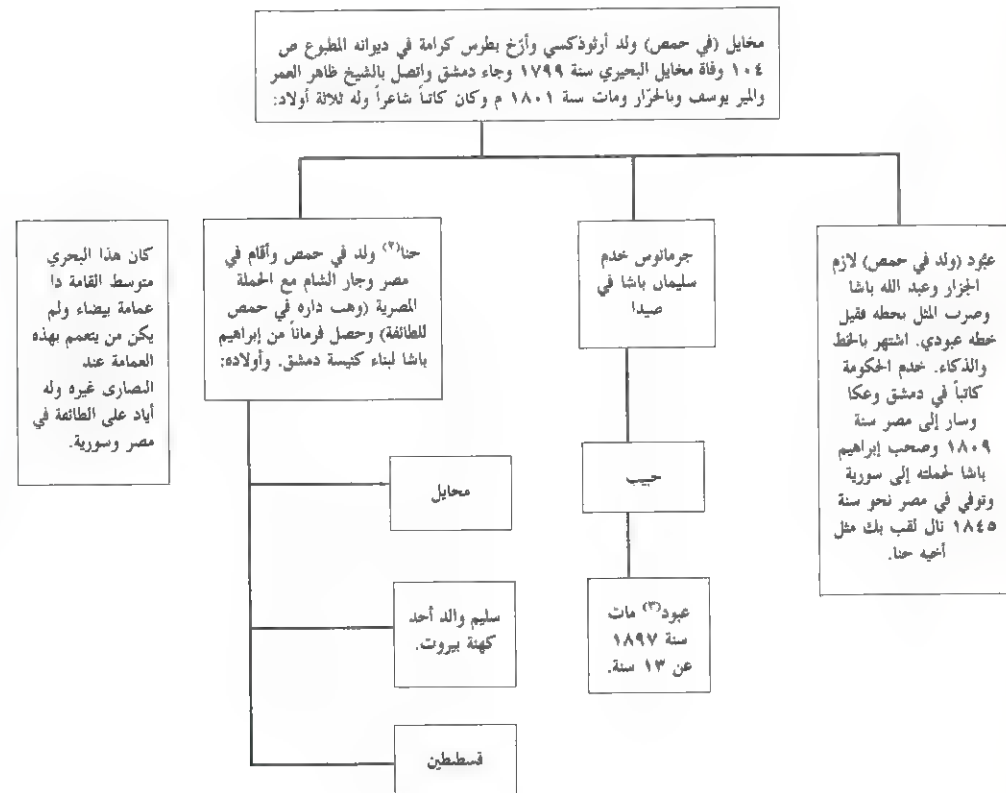 مخايل (في حمص) ولد أرثوذكسي وأرّخ بطرس كرامة في ديوانه المطبوع ص
١٠٤ وفاة مخايل البحيري سنة ١٧٩٩ وجاء دمشق واتصل بالشيخ ظاهر العمر
والمير يوسف وبالجزّار ومات سنة ١٨٠١ م وكان كاتباً شاعراً وله ثلاثة أولاد:
عبّود (ولد في حمص) لازم
الجزار وعبد الله باشا
وصرب المثل بحطه فقيل
خطه عبودي. اشتهر بالخط
والذكاء. خدم الحكومة
كاتباً في دمشق وعكا
وسار إلى مصر سنة
١٨٠٩ وصحب إبراهيم
باشا لحملته إلى سورية
وتوفي في مصر نحو سنة
١٨٤٥ نال لقب بك مثل
أخيه حنا.
جرمانوس خدم
سليمان باشا في
صيدا
حبيب
عبود(٣) مات
سنة ١٨٩٧
عن ١٣ سنة.
حنا(٢) ولد في حمص وأقام في
مصر وجار الشام مع الحملة
المصرية (وهب داره في حمص
للطائفة) وحصل فرماناً من إبراهيم
باشا لبناء كنيسة دمشق. وأولاده:
محايل
سليم والد أحد
كهنة بيروت.
قسطنطين
كان هذا البحري
متوسط القامة دا
عمامة بيضاء ولم
يكن من يتعمم بهذه
العمامة عند
النصارى غيره وله
أياد على الطائفة في
مصر وسورية.